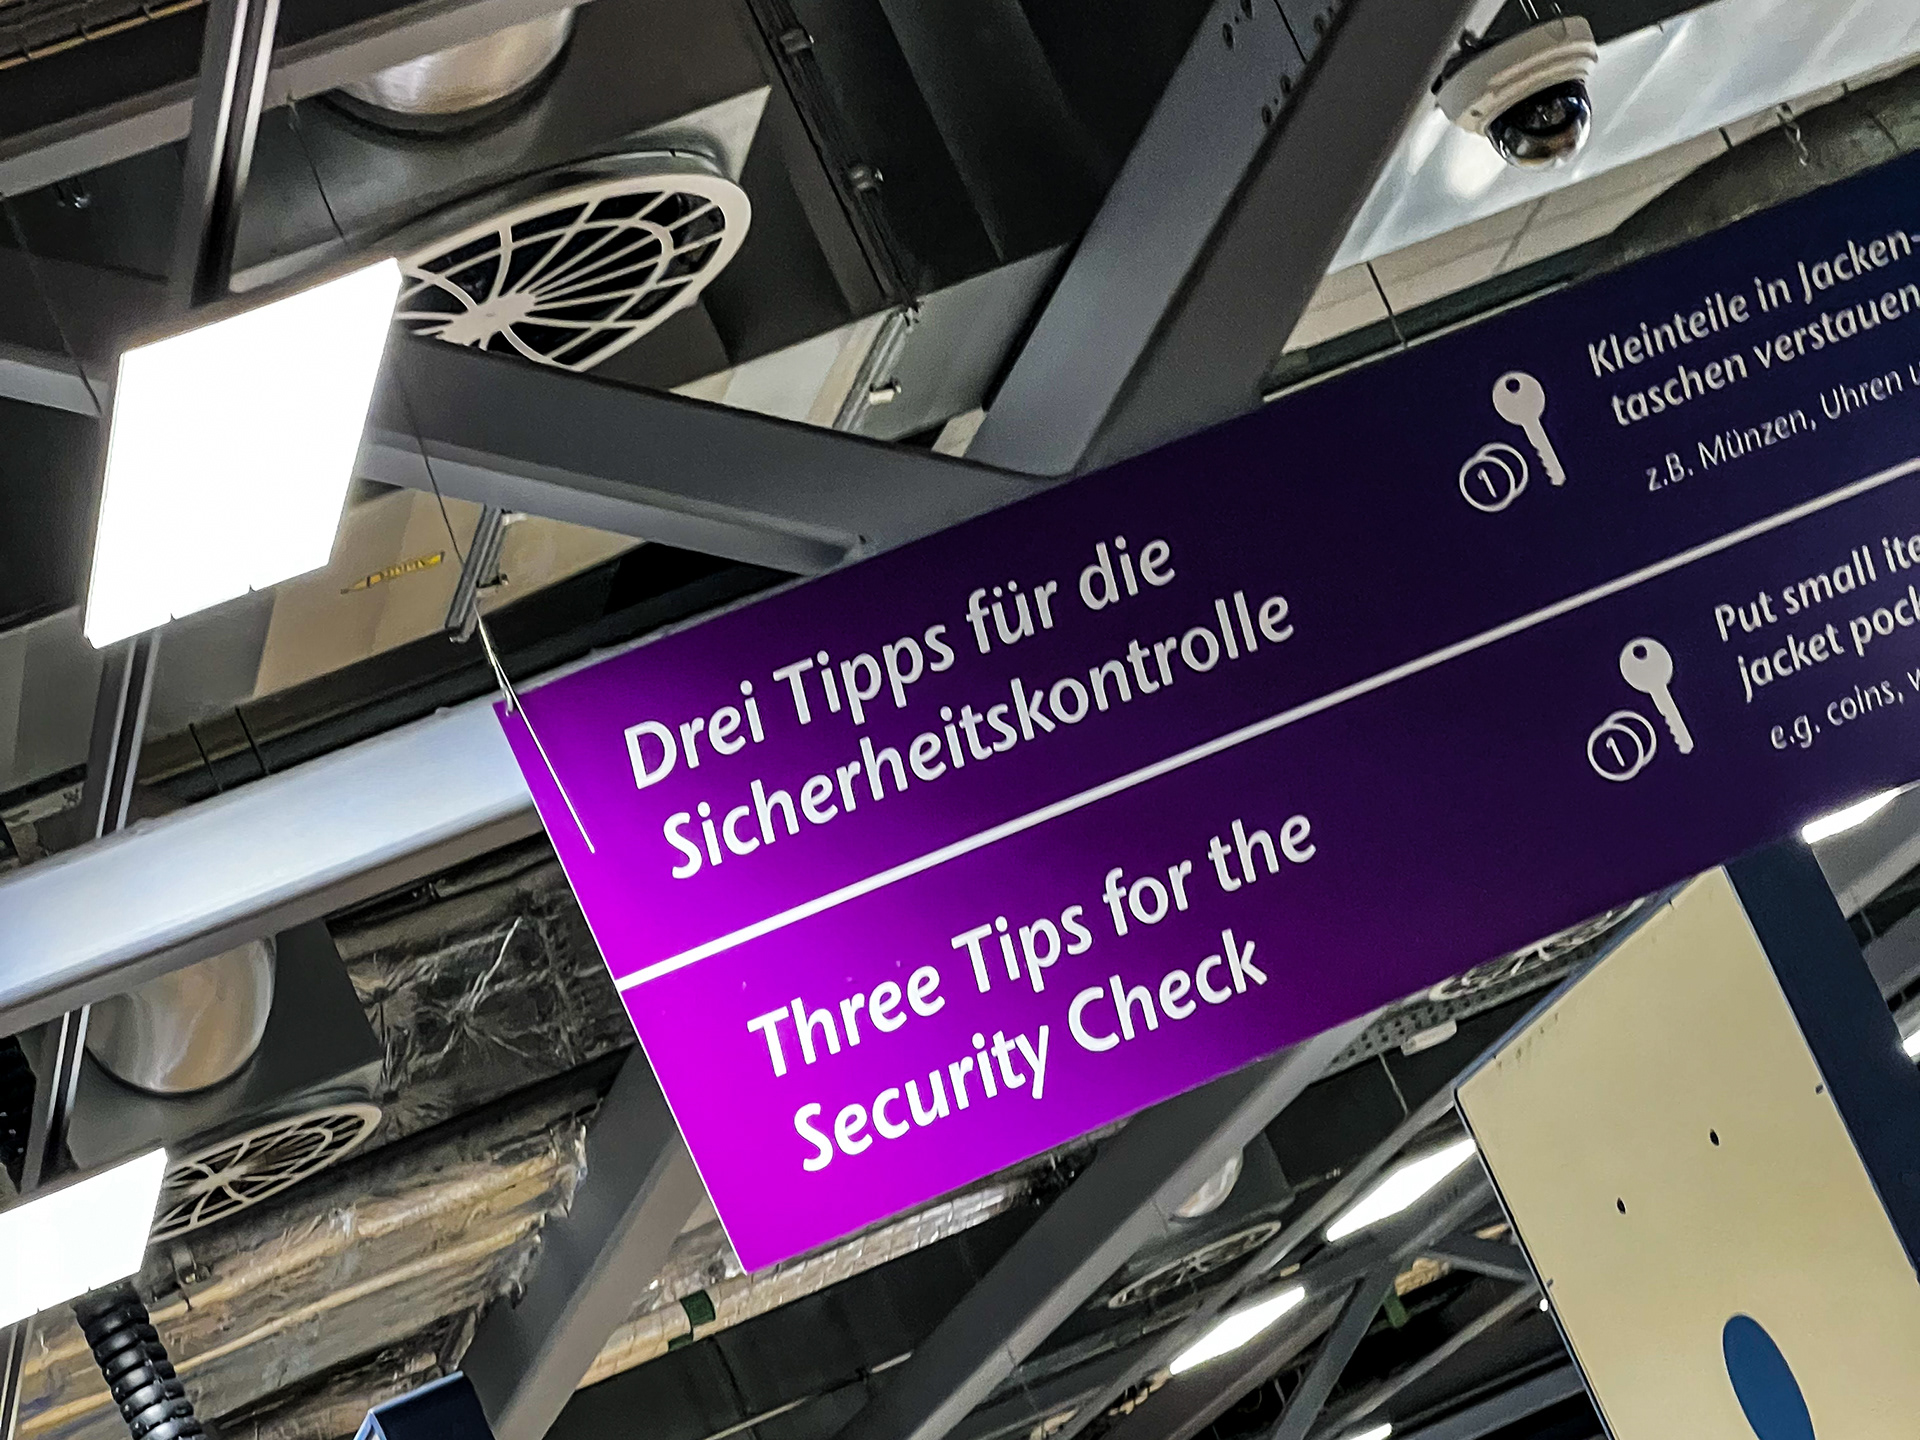 Drei Tipps für die
Sicherheitskontrolle
1
Kleinteile in Jacken-
taschen verstauen
z.B. Münzen, Uhren
Three Tips for the
Security Check
1
Put small
jacket
e.g. coins,